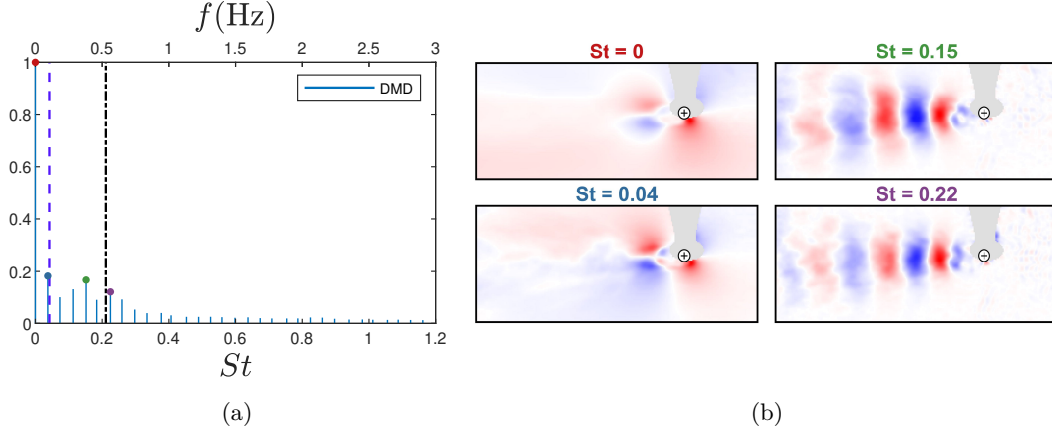 f(Hz)
0 0.5 1 1.5 2 2.5 3
1
0.8
0.6
0.4
0.2
0
DMD
0 0.2 0.4 0.6 0.8 1 1.2
St
(a)
St = 0
St = 0.15
St = 0.04
St = 0.22
(b)